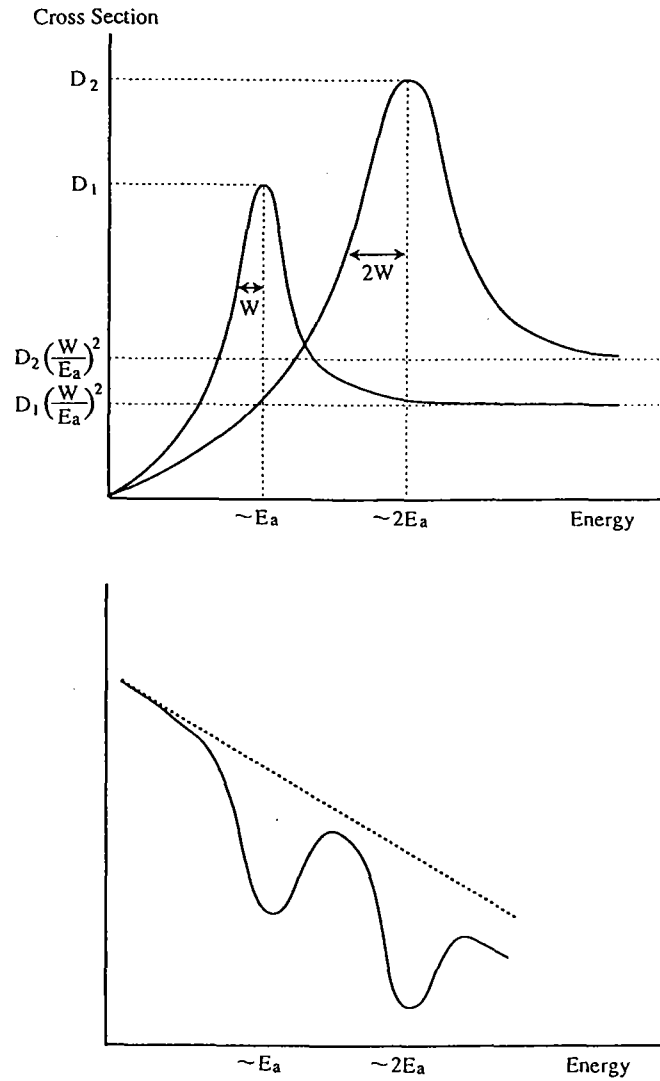 Cross Section
D₂
D₁
2W
W
D₂(W/Eₐ)²
D₁(W/Eₐ)²
~Eₐ ~2Eₐ Energy
~Eₐ ~2Eₐ Energy